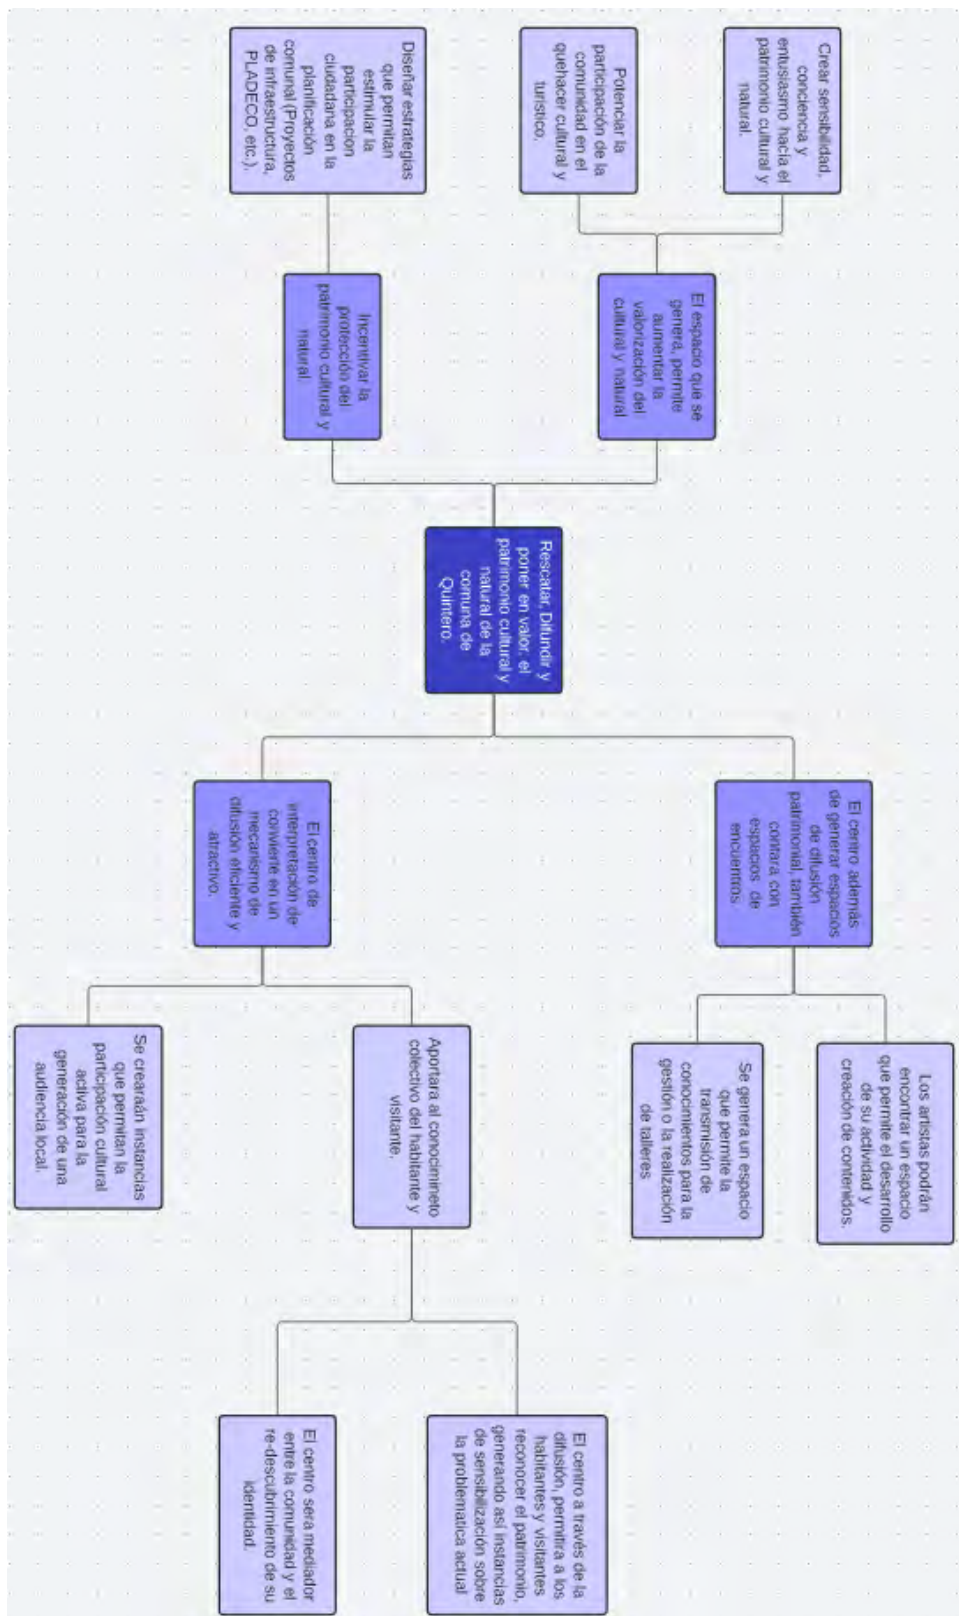 Crear sensibilidad,
conciencia y
entusiasmo hacia el
patrimonio cultural y
natural.
Potenciar la
participación de la
comunidad en el
quehacer cultural y
turístico.
Diseñar estrategias
que permitan
estimular la
participacion
ciudadana en la
planificación
comunal (Proyectos
de infraestructura,
PLADECO, etc.).
El espacio que se
genera, permite
aumentar la
valorización del
cultural y natural
Incentivar la
protección del
patrimonio cultural y
natural.
Rescatar, Difundir y
poner en valor, el
patrimonio cultural y
natural de la
comuna de
Quintero.
El centro además
de generar espacios
de difusión
patrimonial, también
contara con
espacios de
encuentros
El centro de
interpretación de
convierte en un
mecanismo de
difusión eficiente y
atractivo.
Los artistas podrán
encontrar un espacio
que permite el desarrollo
de su actividad y
creación de contenidos.
Se genera un espacio
que permite la
transmisión de
conocimientos para la
gestión o la realización
de talleres
Aportara al conocimineto
colectivo del habitante y
visitante.
Se crearaán instancias
que permitan la
participación cultural
activa para la
generación de una
audiencia local.
El centro a través de la
difusión, permitira a los
habitantes y visitantes
reconocer el patrimonio,
generando así instancias
de sensibilización sobre
la problematica actual
El centro sera mediador
entre la comunidad y el
re-descubrimiento de su
identidad.